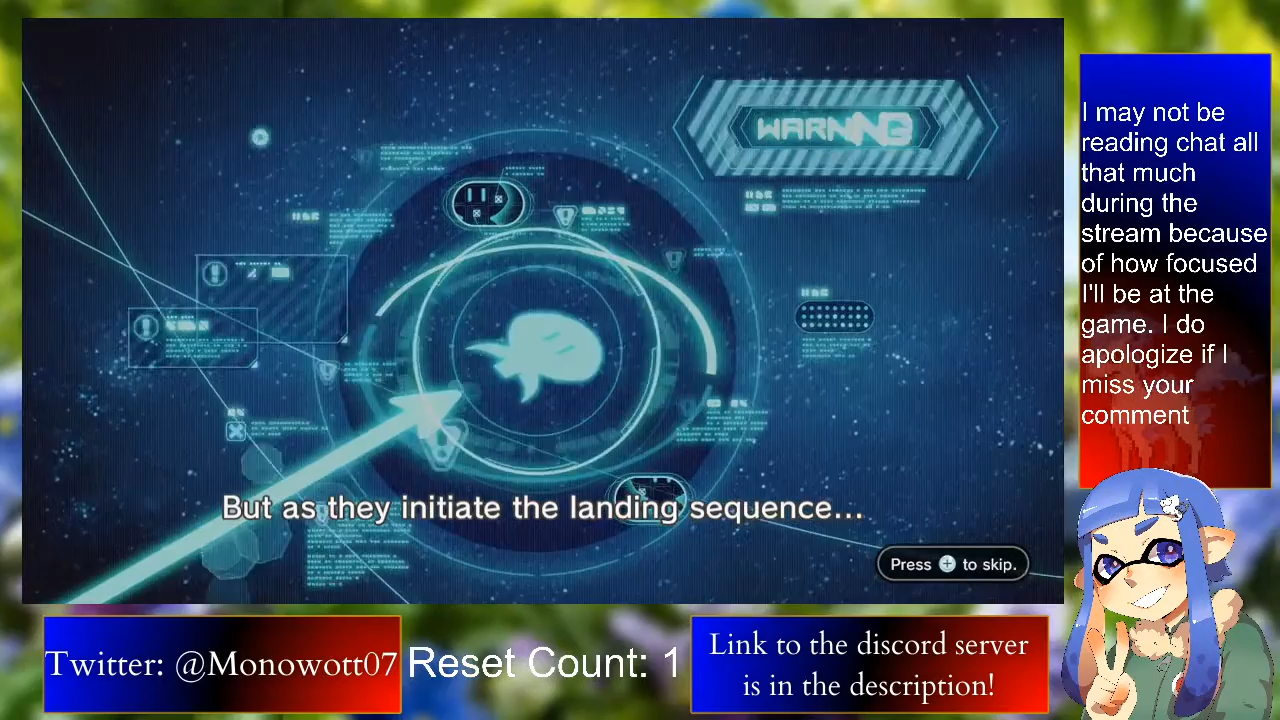 WARNING
But as they initiate the landing sequence...
Press + to skip.
I may not be
reading chat all
that much
during the
stream because
of how focused
I'll be at the
game. I do
apologize if I
miss your
comment
Twitter: @Monowott07
Reset Count: 1
Link to the discord server
is in the description!